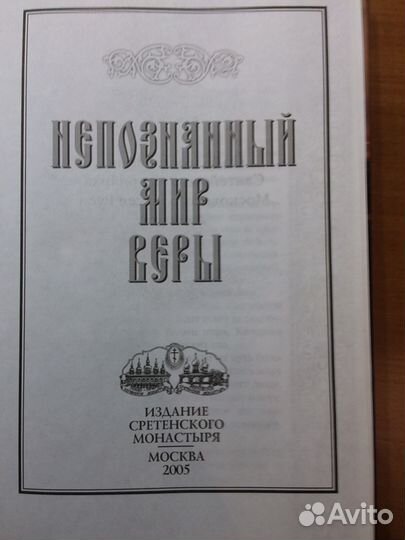 НЕПОЗНАННЫЙ
МИР
ВЕРЫ
ИЗДАНИЕ
СРЕТЕНСКОГО
МОНАСТЫРЯ
МОСКВА
2005
Avito